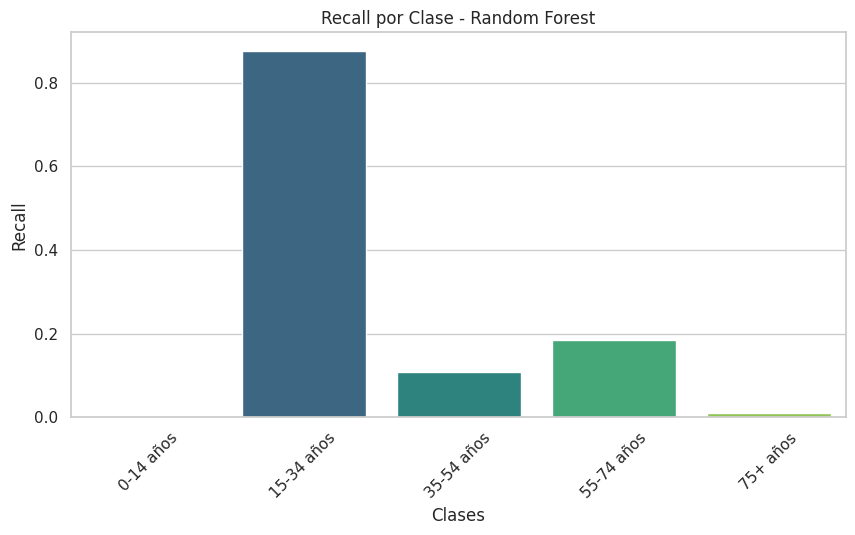 Recall por Clase - Random Forest
Recall
0.8
0.6
0.4
0.2
0.0
0-14 años
15-34 años
35-54 años
55-74 años
75+ años
Clases